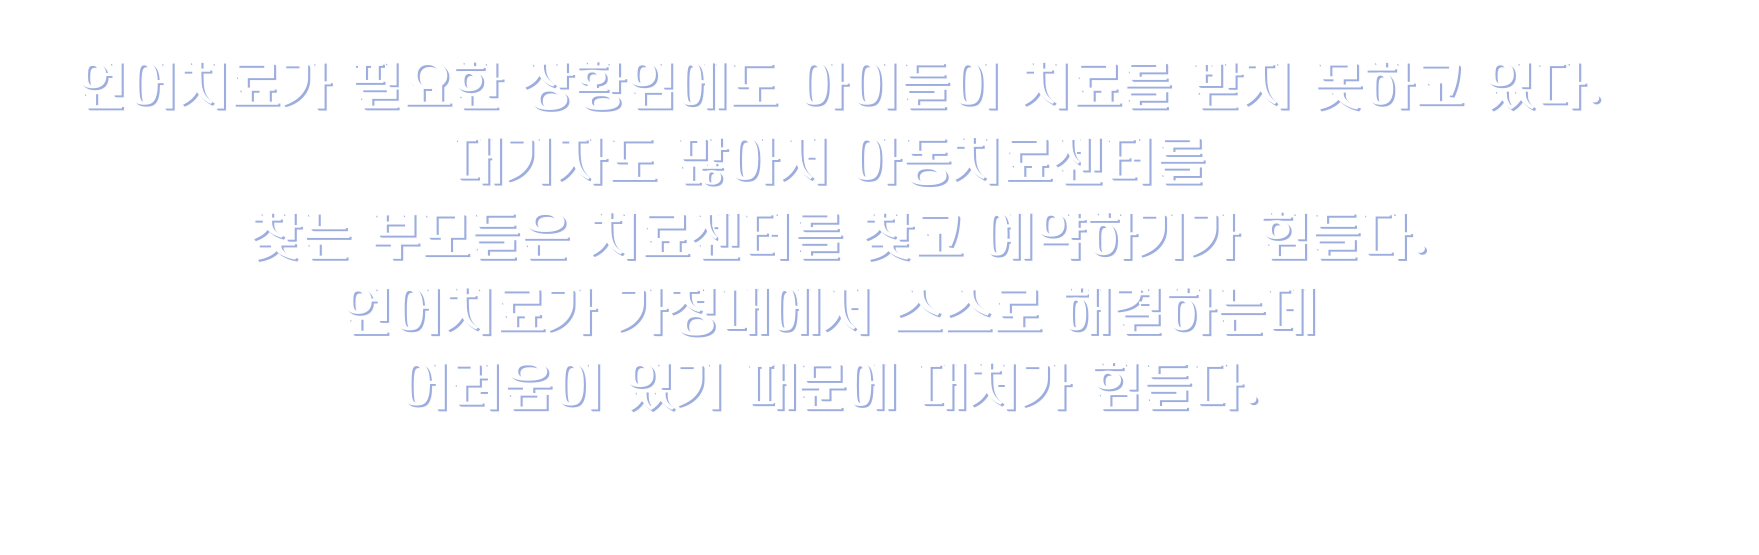 언어치료가 필요한 상황임에도 아이들이 치료를 받지 못하고 있다.
대기자도 많아서 아동치료센터를
찾는 부모들은 치료센터를 찾고 예약하기가 힘들다.
언어치료가 가정내에서 스스로 해결하는데
어려움이 있기 때문에 대처가 힘들다.